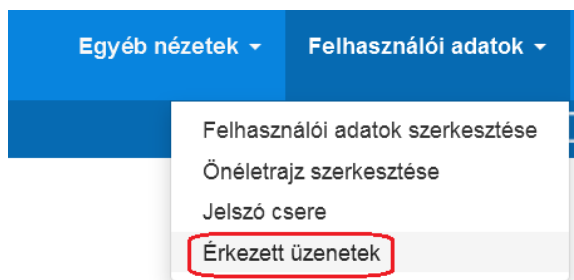 Egyéb nézetek Felhasználói adatok
Felhasználói adatok szerkesztése
Önéletrajz szerkesztése
Jelszó csere
Érkezett üzenetek